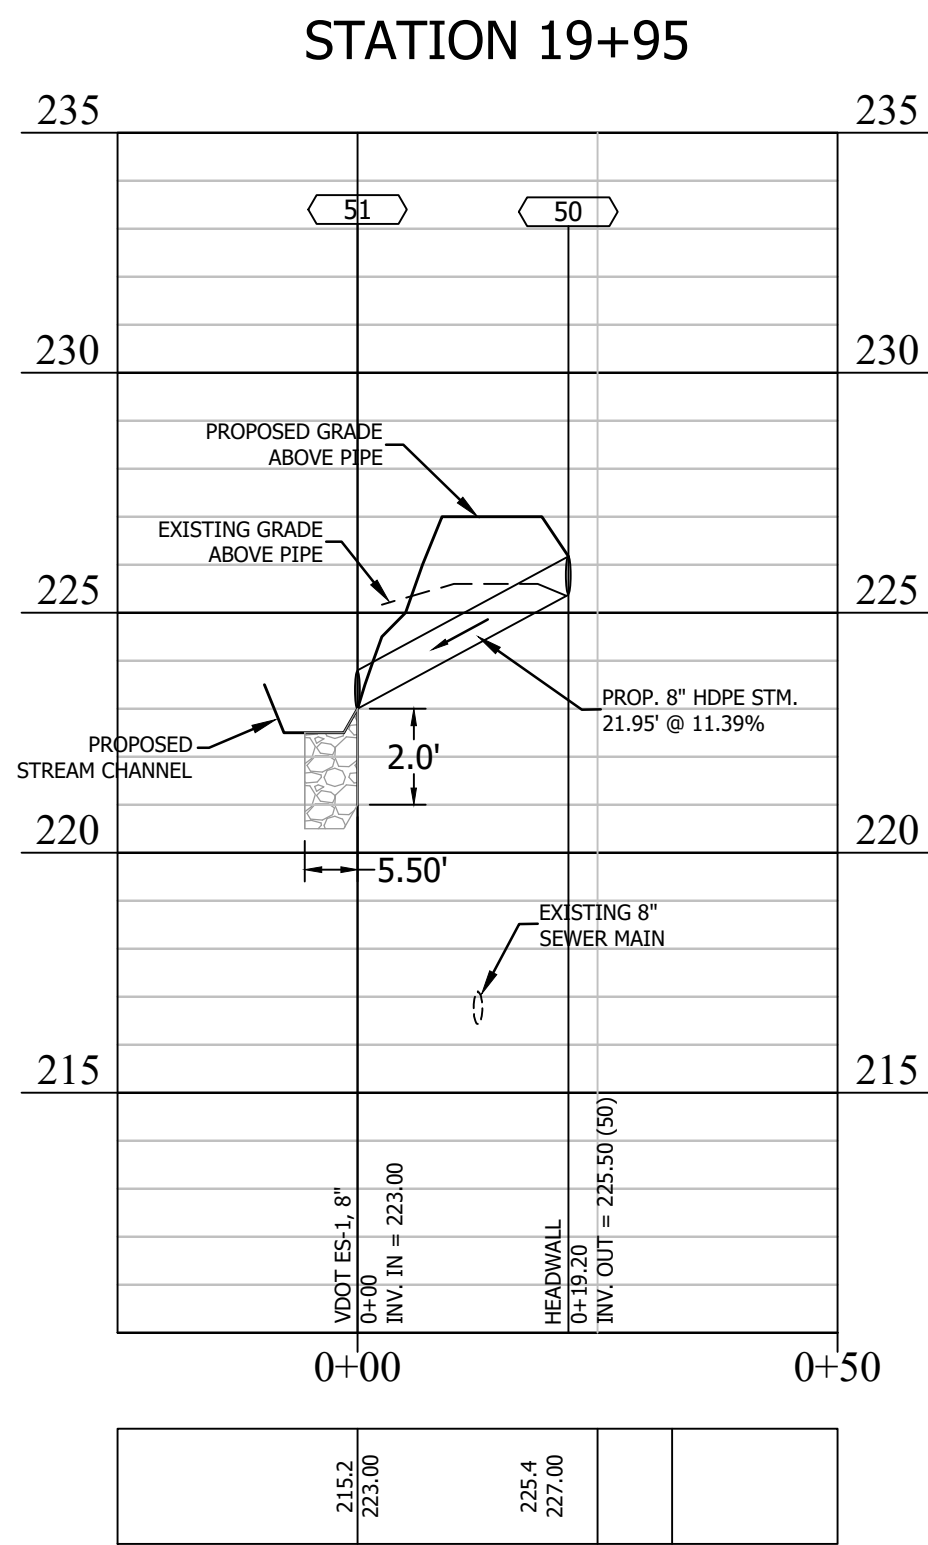 STATION 19+95
235
235
51
50
230
230
PROPOSED GRADE
ABOVE PIPE
EXISTING GRADE
ABOVE PIPE
225
225
PROP. 8" HDPE STM.
21.95' @ 11.39%
PROPOSED
STREAM CHANNEL
2.0'
220
220
5.50'
EXISTING 8"
SEWER MAIN
215
215
VDOT ES-1, 8"
0+00
INV. IN = 223.00
HEADWALL
0+19.20
INV. OUT = 225.50 (50)
0+00
0+50
215.2
223.00
225.4
227.00